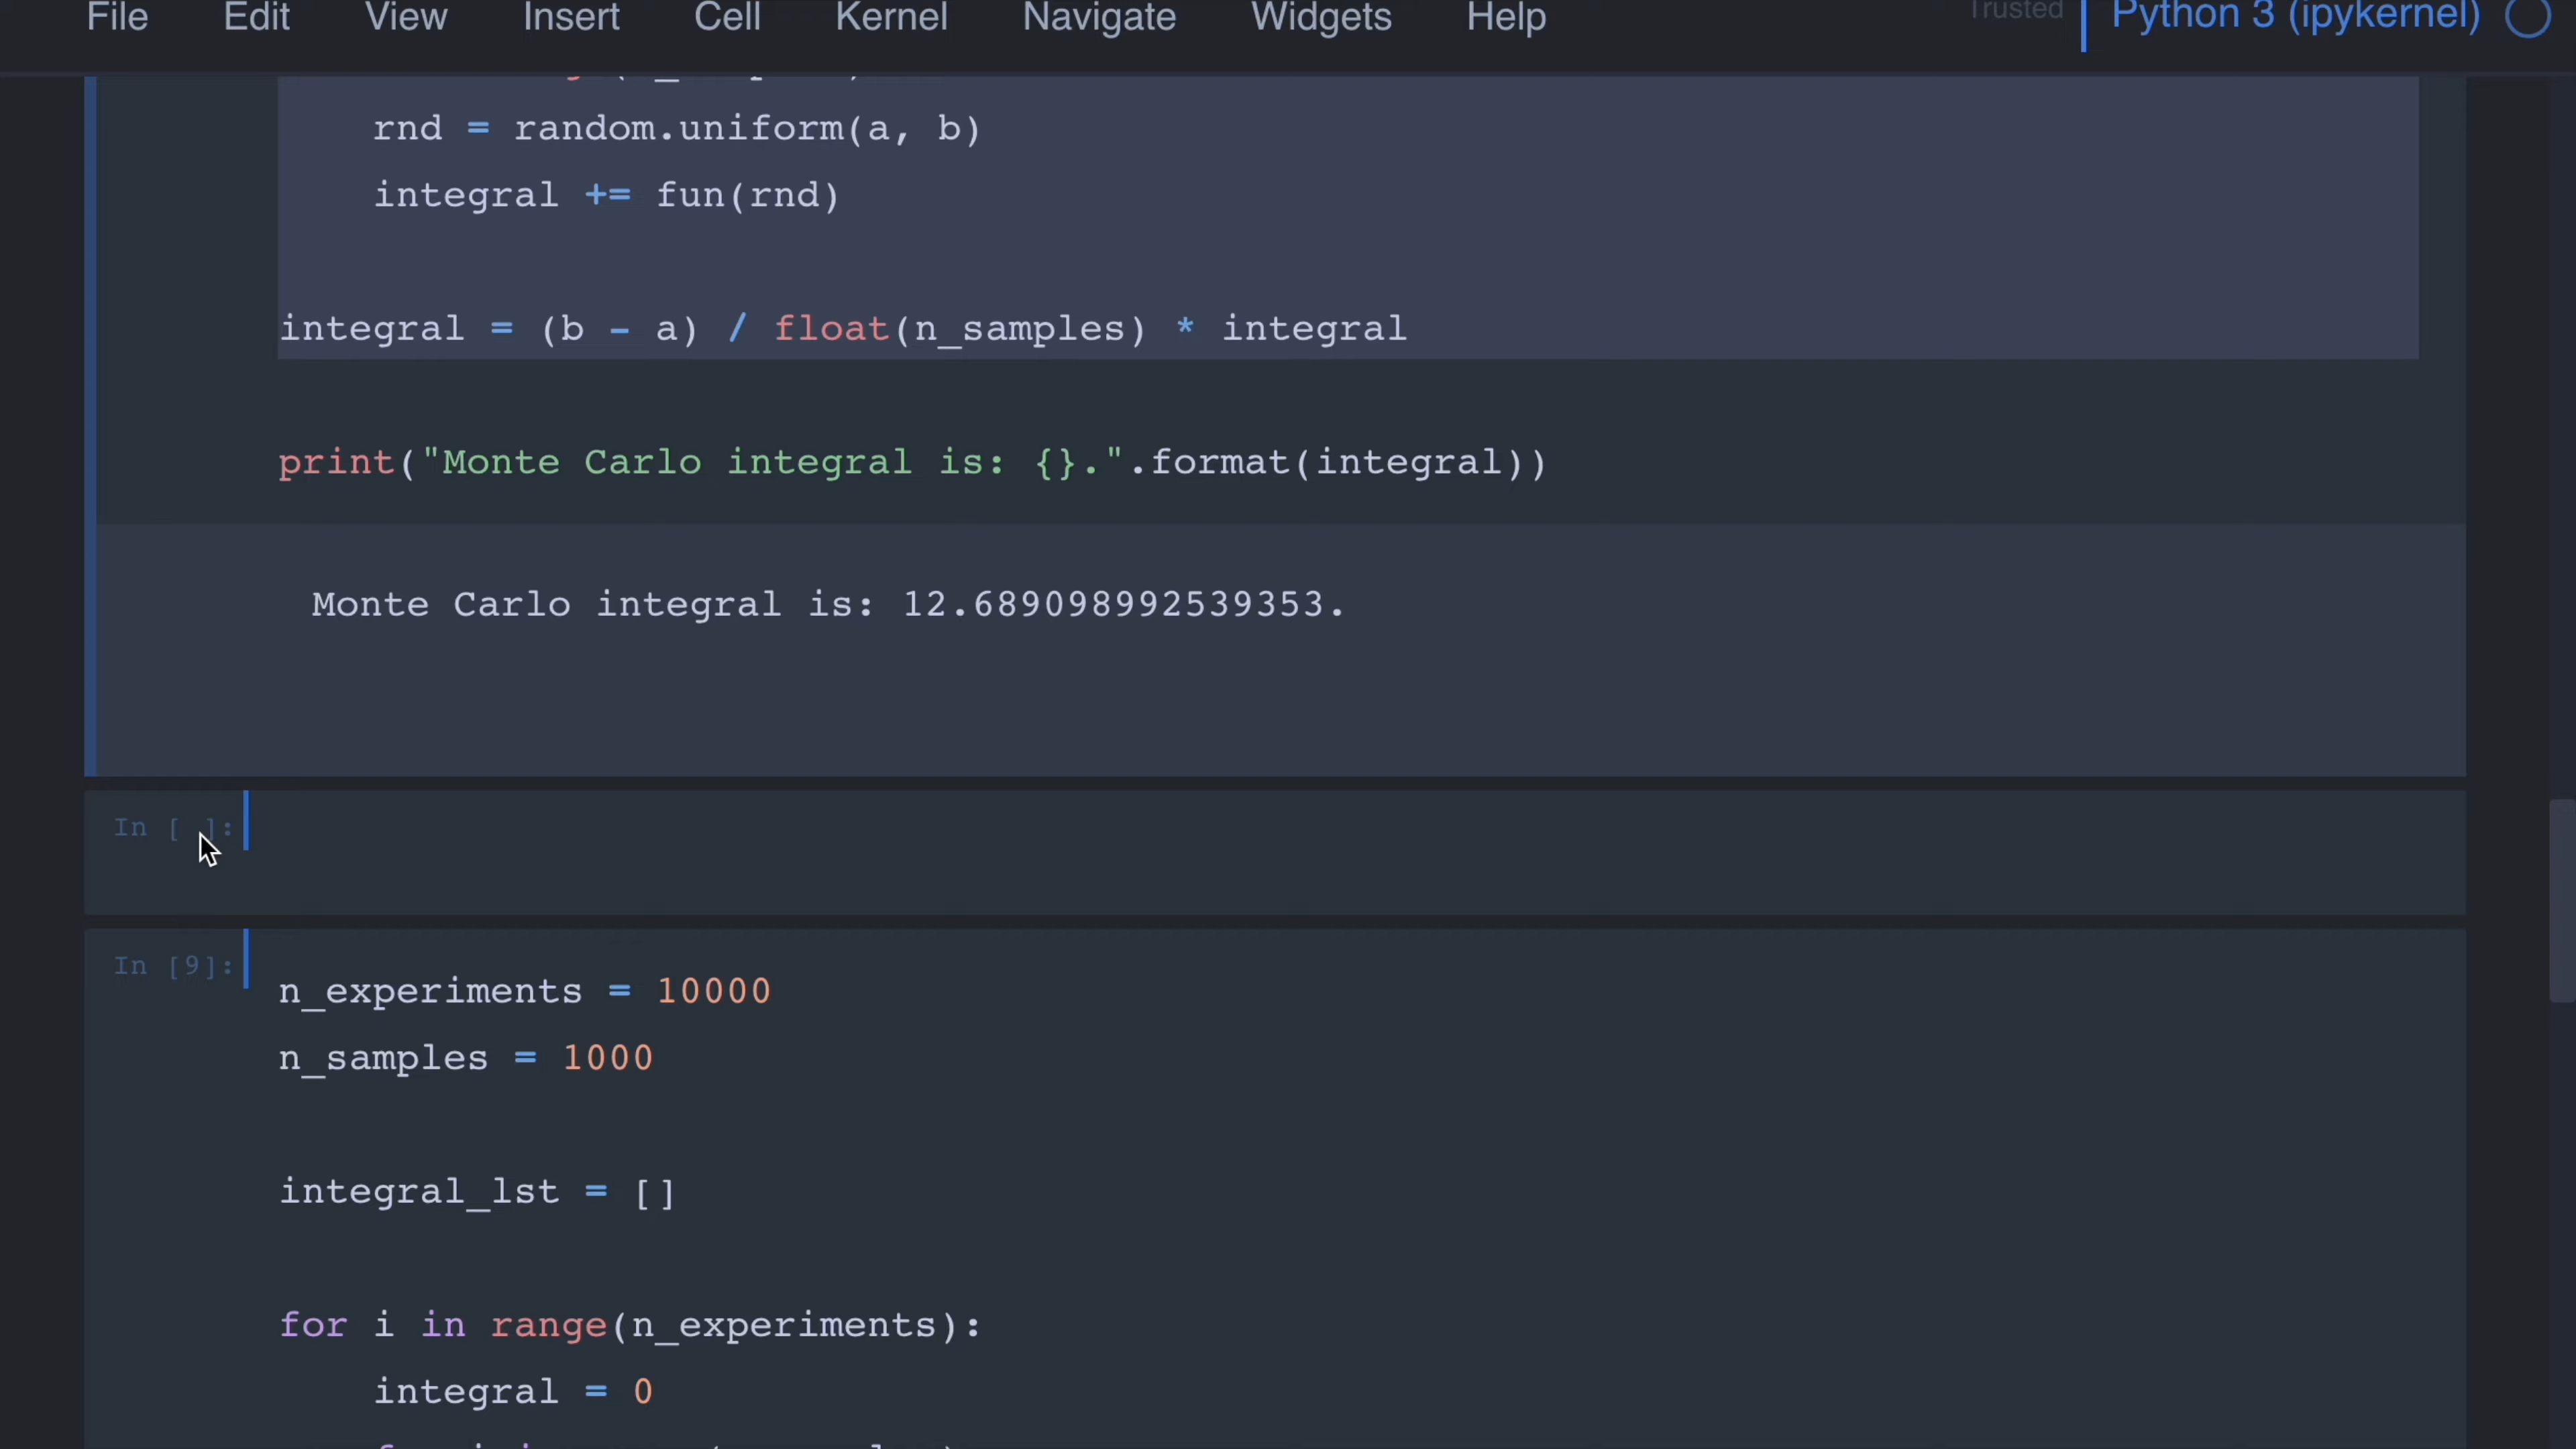 File Edit View Insert Cell Kernel Navigate Widgets Help Trusted Python 3 (ipykernel)
rnd = random.uniform(a, b)
integral += fun(rnd)
integral = (b - a) / float(n_samples) * integral
print("Monte Carlo integral is: {}.".format(integral))
Monte Carlo integral is: 12.689098992539353.
In [ ]:
In [9]:
n_experiments = 10000
n_samples = 1000
integral_lst = []
for i in range(n_experiments):
integral = 0